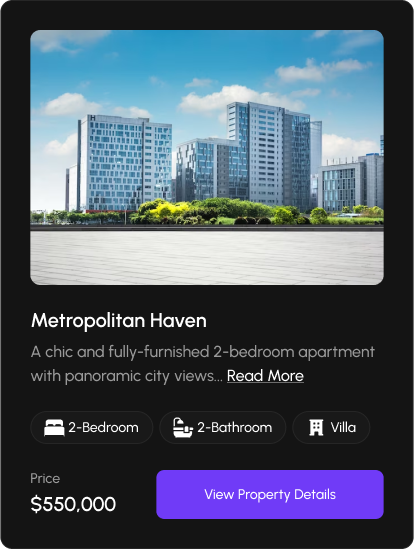 Metropolitan Haven
A chic and fully-furnished 2-bedroom apartment
with panoramic city views... Read More
2-Bedroom 2-Bathroom Villa
Price
$550,000
View Property Details